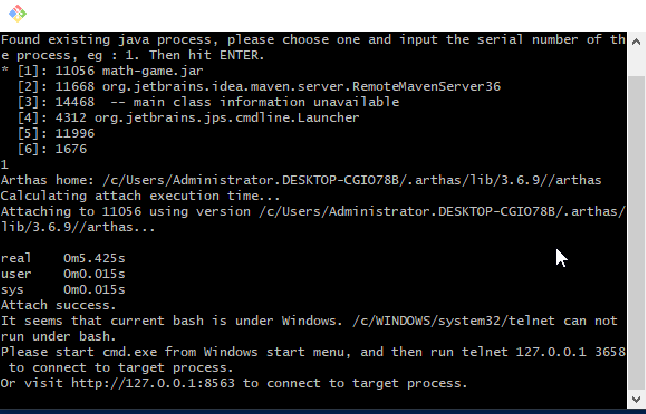 Found existing java process, please choose one and input the serial number of th
e process, eg : 1. Then hit ENTER.
* [1]: 11056 math-game.jar
  [2]: 11668 org.jetbrains.idea.maven.server.RemoteMavenServer36
  [3]: 14468  -- main class information unavailable
  [4]: 4312 org.jetbrains.jps.cmdline.Launcher
  [5]: 11996
  [6]: 1676
1
Arthas home: /c/Users/Administrator.DESKTOP-CGIO78B/.arthas/lib/3.6.9//arthas
Calculating attach execution time...
Attaching to 11056 using version /c/Users/Administrator.DESKTOP-CGIO78B/.arthas/
lib/3.6.9//arthas...

real    0m5.425s
user    0m0.015s
sys     0m0.015s
Attach success.
It seems that current bash is under Windows. /c/WINDOWS/system32/telnet can not
run under bash.
Please start cmd.exe from Windows start menu, and then run telnet 127.0.0.1 3658
 to connect to target process.
Or visit http://127.0.0.1:8563 to connect to target process.